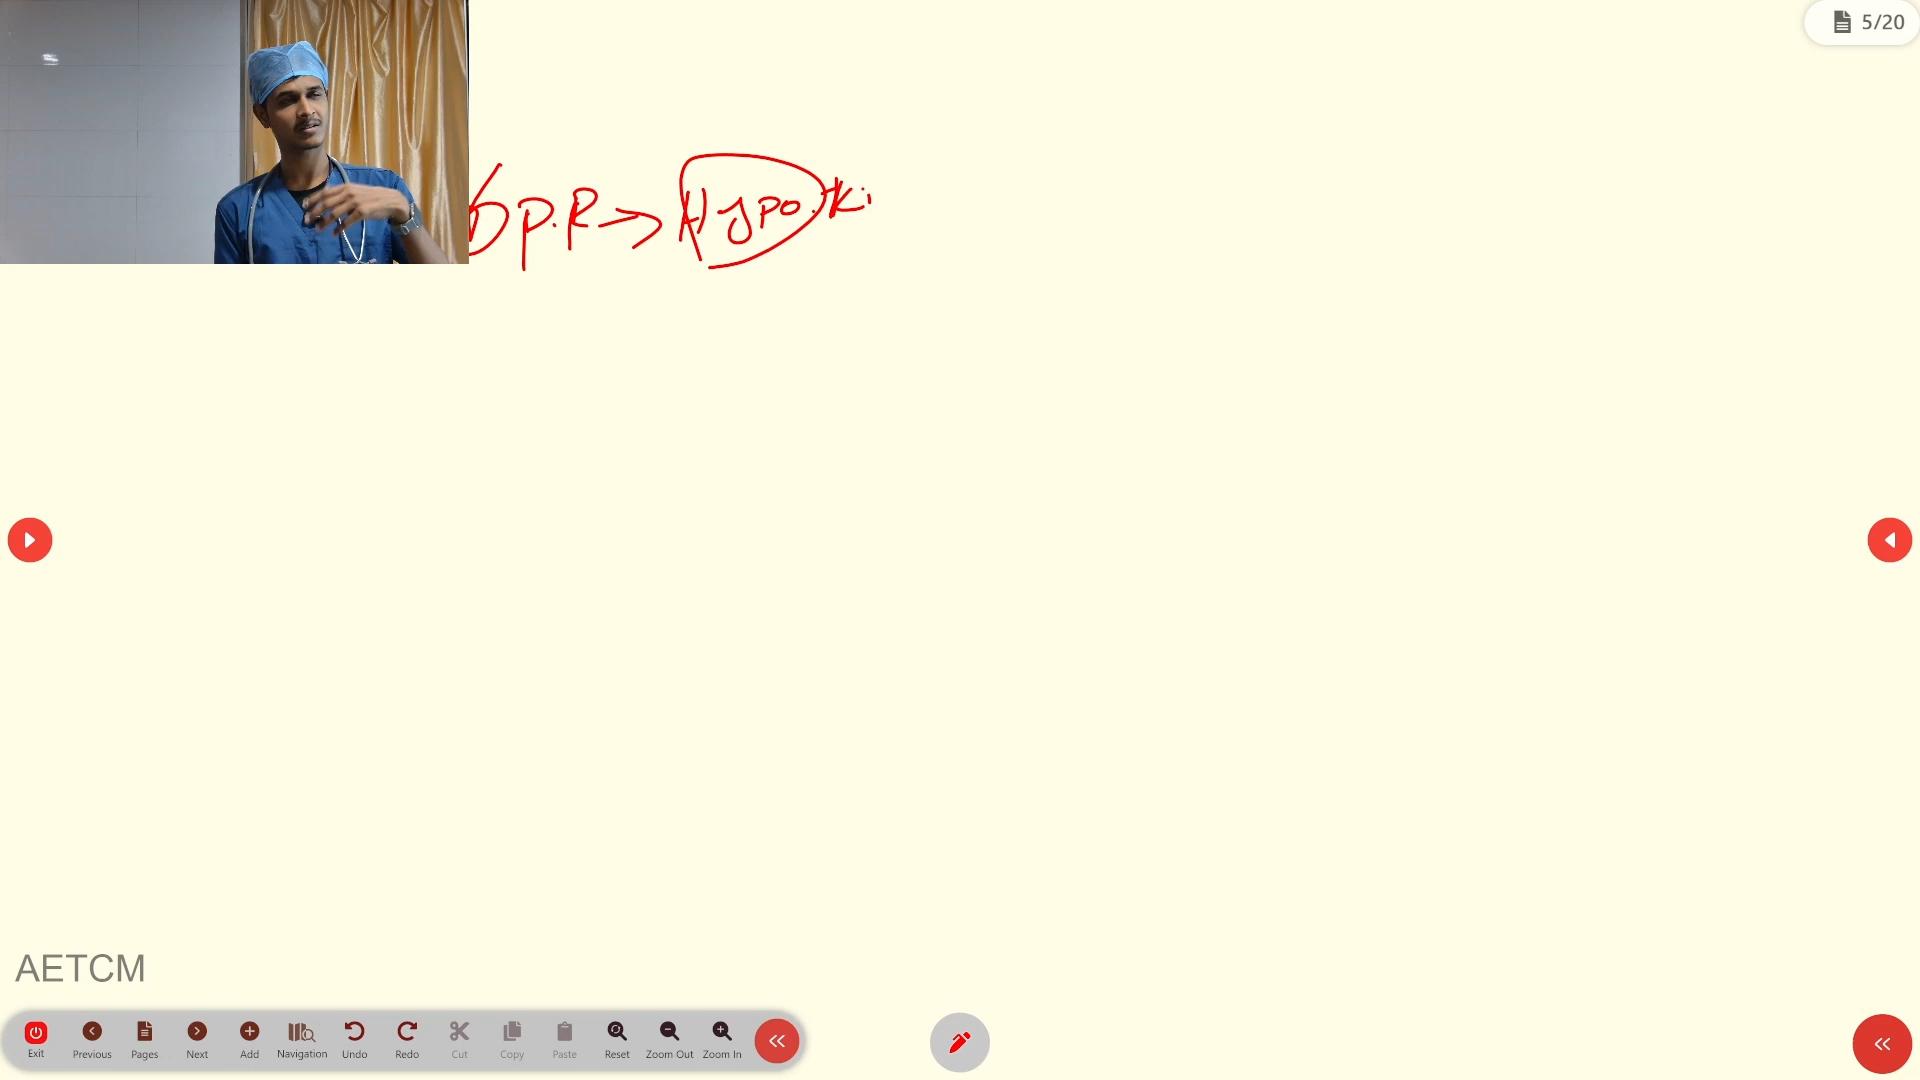 5/20
P.R → Hypo.Ki
AETCM
Exit Previous Pages Next Add Navigation Undo Redo Cut Copy Paste Reset Zoom Out Zoom In